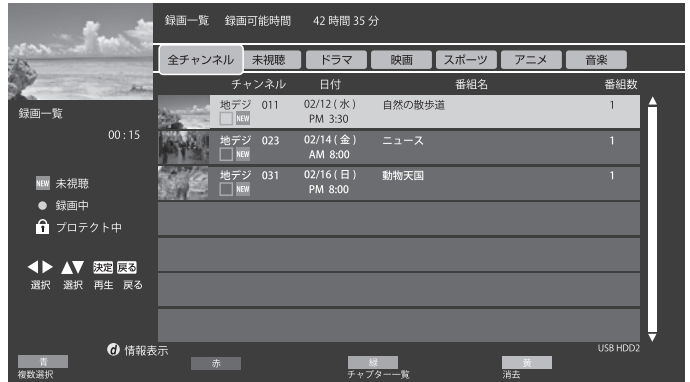 録画一覧 録画可能時間 42 時間 35 分
全チャンネル 未視聴 ドラマ 映画 スポーツ アニメ 音楽
チャンネル 日付 番組名 番組数
地デジ 011 02/12 ( 水 ) 自然の散歩道 1
NEW PM 3:30
地デジ 023 02/14 ( 金 ) ニュース 1
NEW AM 8:00
地デジ 031 02/16 ( 日 ) 動物天国 1
NEW PM 8:00
録画一覧
00 : 15
NEW 未視聴
録画中
プロテクト中
決定 戻る
選択 選択 再生 戻る
d 情報表示
USB HDD2
青 赤 緑 黄
複数選択 チャプター一覧 消去